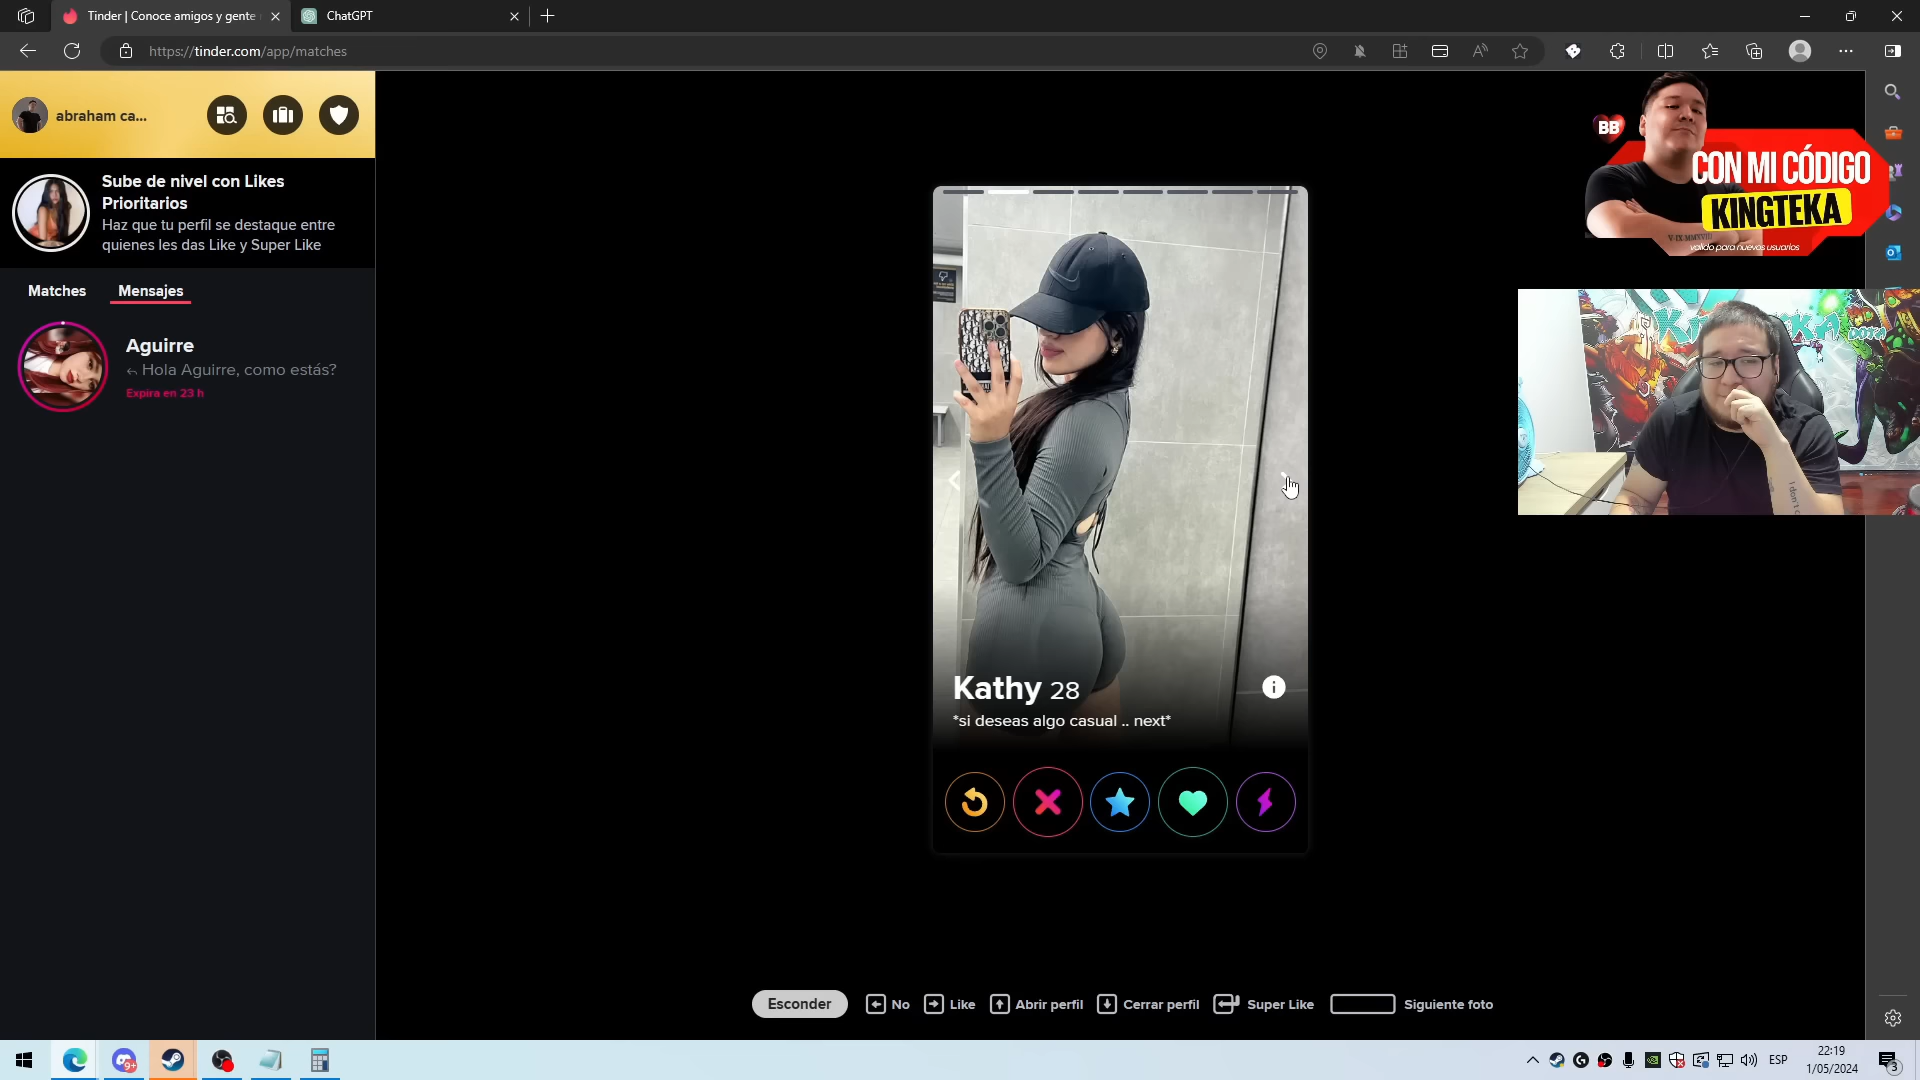 Tinder | Conoce amigos y gente
ChatGPT
https://tinder.com/app/matches
abraham ca...
Sube de nivel con Likes
Prioritarios
Haz que tu perfil se destaque entre
quienes les das Like y Super Like
Matches
Mensajes
Aguirre
Hola Aguirre, como estás?
Expira en 23 h
Kathy 28
*si deseas algo casual .. next*
BB
CON MI CÓDIGO
KINGTEKA
valido para nuevos usuarios
Esconder
No
Like
Abrir perfil
Cerrar perfil
Super Like
Siguiente foto
9+
ESP
22:19
1/05/2024
3